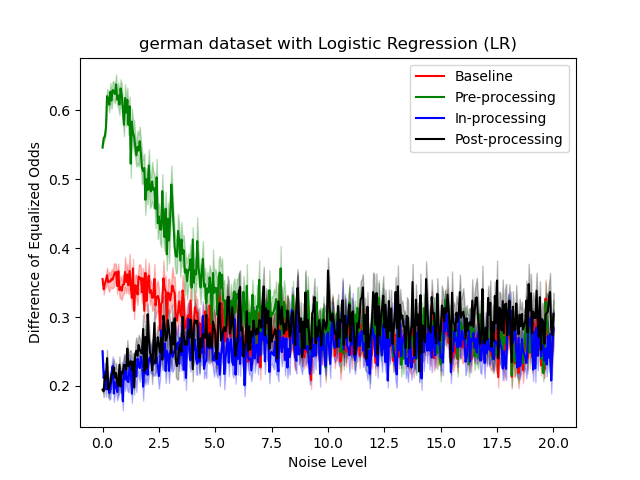 german dataset with Logistic Regression (LR)
Difference of Equalized Odds
0.6
0.5
0.4
0.3
0.2
Baseline
Pre-processing
In-processing
Post-processing
0.0 2.5 5.0 7.5 10.0 12.5 15.0 17.5 20.0
Noise Level